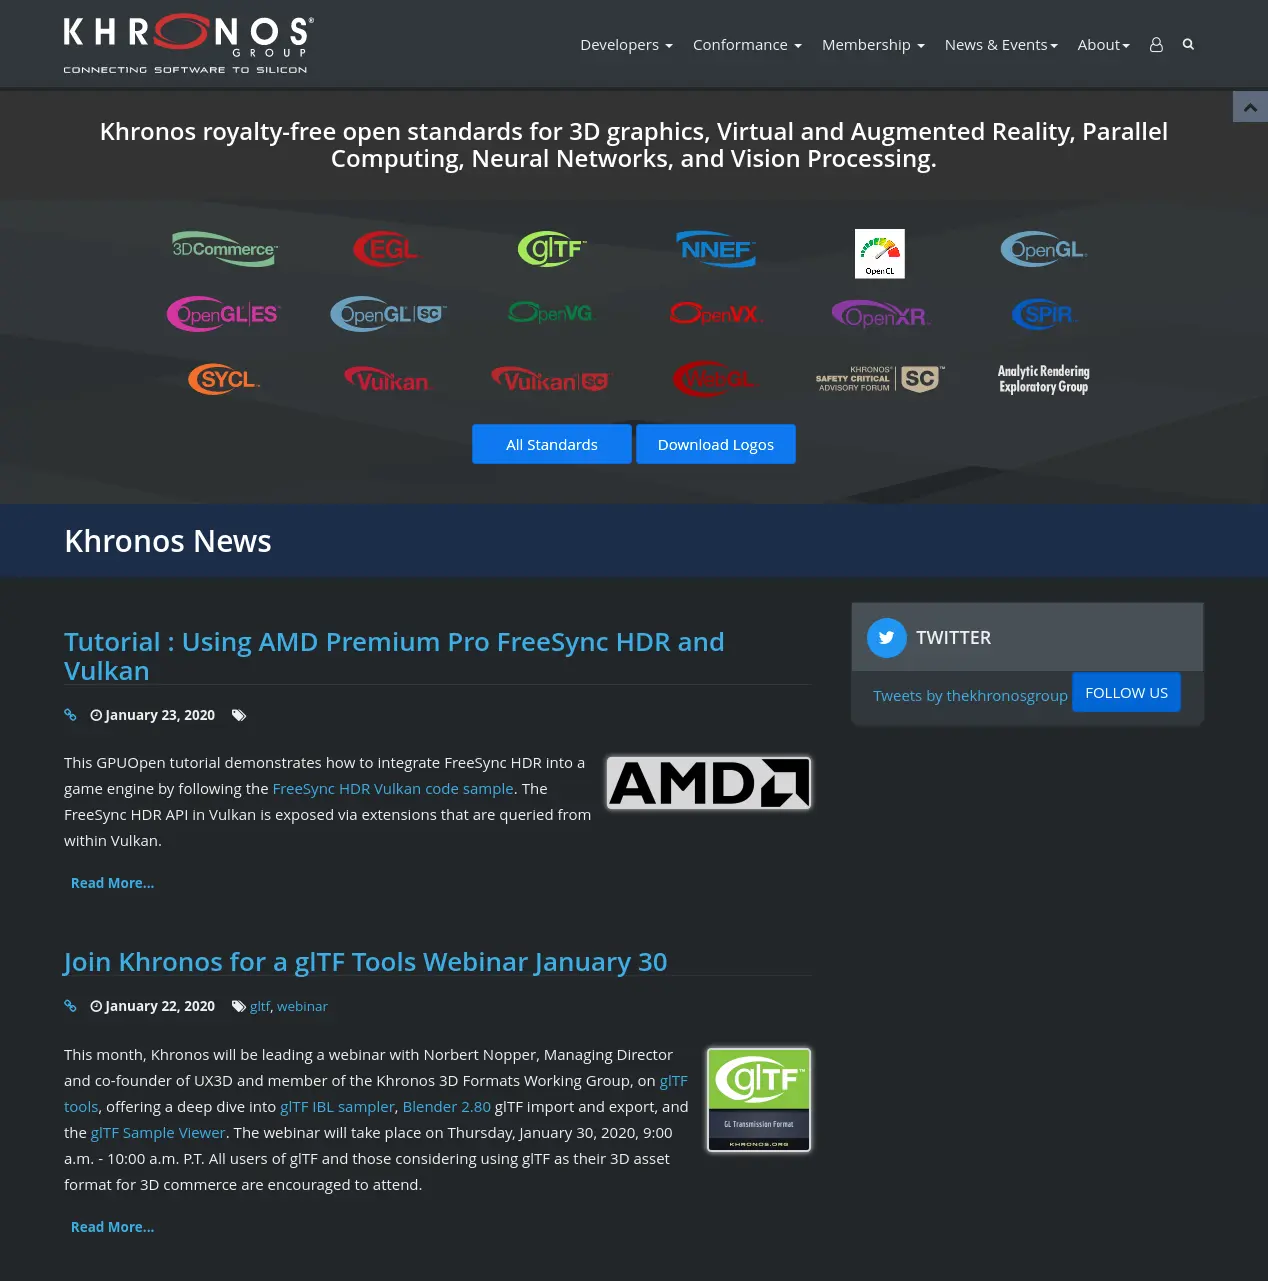 KHRONOS®
GROUP
CONNECTING SOFTWARE TO SILICON
Developers Conformance Membership News & Events About
Khronos royalty-free open standards for 3D graphics, Virtual and Augmented Reality, Parallel
Computing, Neural Networks, and Vision Processing.
3DCommerce™ EGL glTF™ NNEF™ OpenCL OpenGL®
OpenGL|ES OpenGL|SC OpenVG OpenVX™ OpenXR™ SPIR™
SYCL™ Vulkan Vulkan|SC WebGL KHRONOS® SAFETY CRITICAL ADVISORY FORUM SC™ Analytic Rendering Exploratory Group
All Standards Download Logos
Khronos News
Tutorial : Using AMD Premium Pro FreeSync HDR and
Vulkan
January 23, 2020
This GPUOpen tutorial demonstrates how to integrate FreeSync HDR into a
game engine by following the FreeSync HDR Vulkan code sample. The
FreeSync HDR API in Vulkan is exposed via extensions that are queried from
within Vulkan.
AMD
Read More...
TWITTER
Tweets by thekhronosgroup FOLLOW US
Join Khronos for a glTF Tools Webinar January 30
January 22, 2020 gltf, webinar
This month, Khronos will be leading a webinar with Norbert Nopper, Managing Director
and co-founder of UX3D and member of the Khronos 3D Formats Working Group, on glTF
tools, offering a deep dive into glTF IBL sampler, Blender 2.80 glTF import and export, and
the glTF Sample Viewer. The webinar will take place on Thursday, January 30, 2020, 9:00
a.m. - 10:00 a.m. P.T. All users of glTF and those considering using glTF as their 3D asset
format for 3D commerce are encouraged to attend.
glTF™
GL Transmission Format
KHRONOS.ORG
Read More...